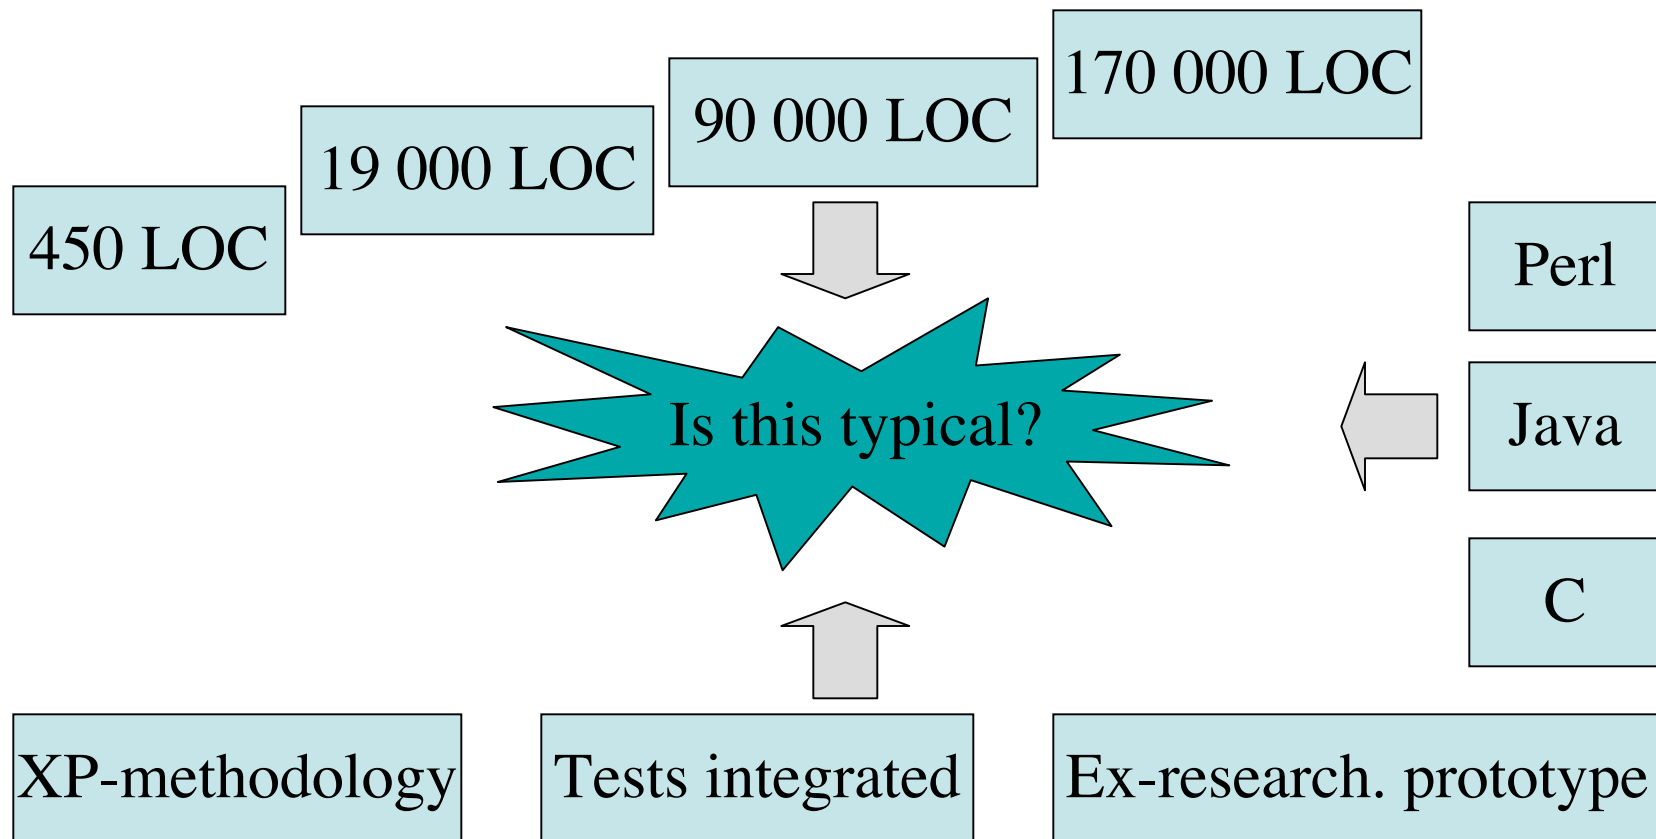 170 000 LOC
90 000 LOC
19 000 LOC
450 LOC
Perl
Is this typical?
Java
C
XP-methodology
Tests integrated
Ex-research. prototype